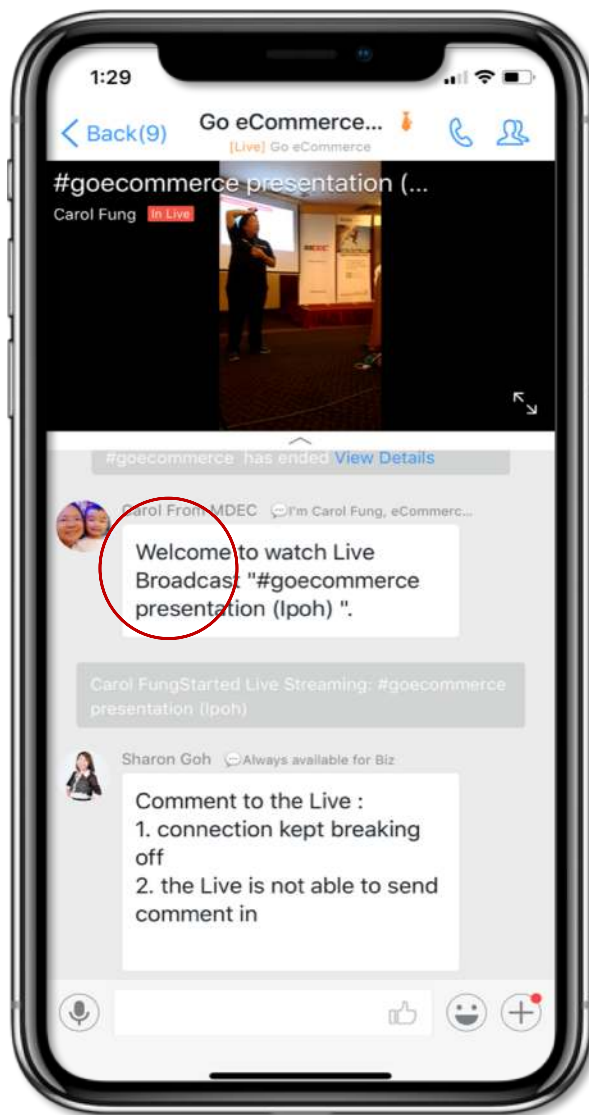 1:29
Back(9)
Go eCommerce...
[Live] Go eCommerce
#goecommerce presentation (...
Carol Fung In Live
#goecommerce has ended View Details
Carol From MDEC I'm Carol Fung, eCommerc...
Welcome to watch Live
Broadcast "#goecommerce
presentation (Ipoh) ".
Carol FungStarted Live Streaming: #goecommerce
presentation (Ipoh)
Sharon Goh Always available for Biz
Comment to the Live :
1. connection kept breaking
off
2. the Live is not able to send
comment in